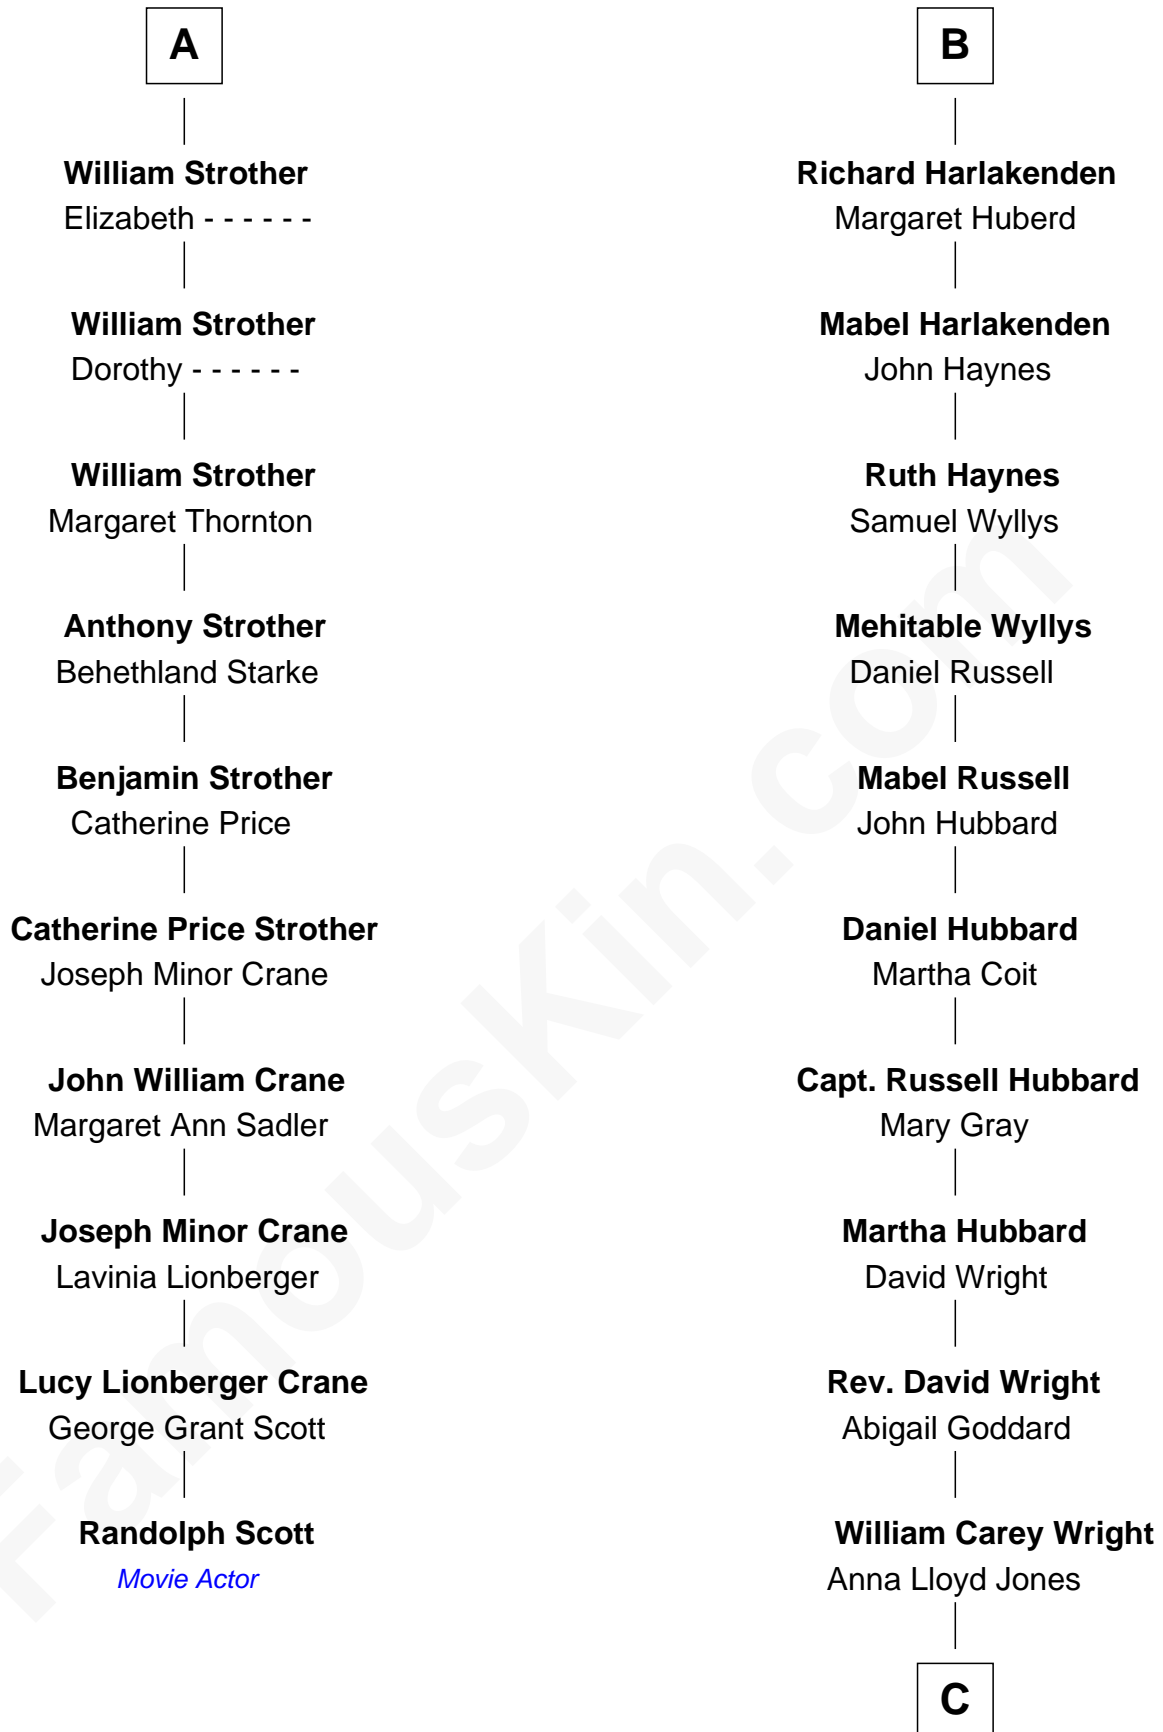 A
William Strother
Elizabeth - - - - - -
William Strother
Dorothy - - - - - -
William Strother
Margaret Thornton
Anthony Strother
Behethland Starke
Benjamin Strother
Catherine Price
Catherine Price Strother
Joseph Minor Crane
John William Crane
Margaret Ann Sadler
Joseph Minor Crane
Lavinia Lionberger
Lucy Lionberger Crane
George Grant Scott
Randolph Scott
Movie Actor
B
Richard Harlakenden
Margaret Huberd
Mabel Harlakenden
John Haynes
Ruth Haynes
Samuel Wyllys
Mehitable Wyllys
Daniel Russell
Mabel Russell
John Hubbard
Daniel Hubbard
Martha Coit
Capt. Russell Hubbard
Mary Gray
Martha Hubbard
David Wright
Rev. David Wright
Abigail Goddard
William Carey Wright
Anna Lloyd Jones
C
FamousKin.com